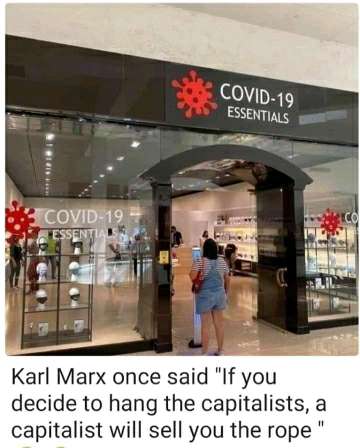 COVID-19
ESSENTIALS
COVID-19
ESSENTIALS
CO
Karl Marx once said "If you
decide to hang the capitalists, a
capitalist will sell you the rope "